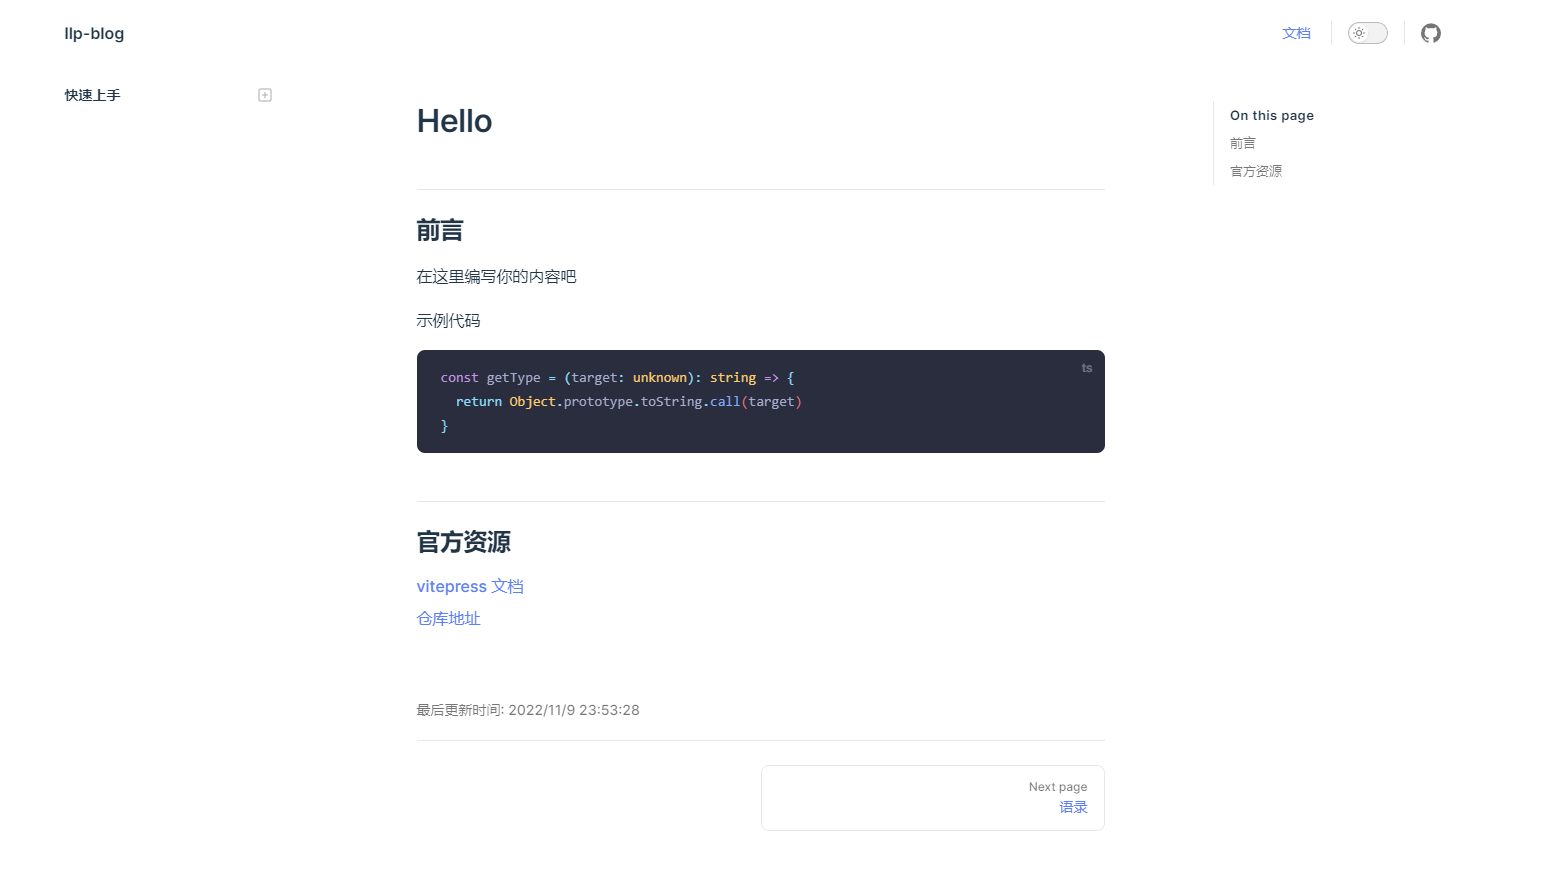 llp-blog
文档
快速上手
Hello
前言
在这里编写你的内容吧
示例代码
ts
const getType = (target: unknown): string => {
  return Object.prototype.toString.call(target)
}
官方资源
vitepress 文档
仓库地址
最后更新时间: 2022/11/9 23:53:28
Next page
语录
On this page
前言
官方资源